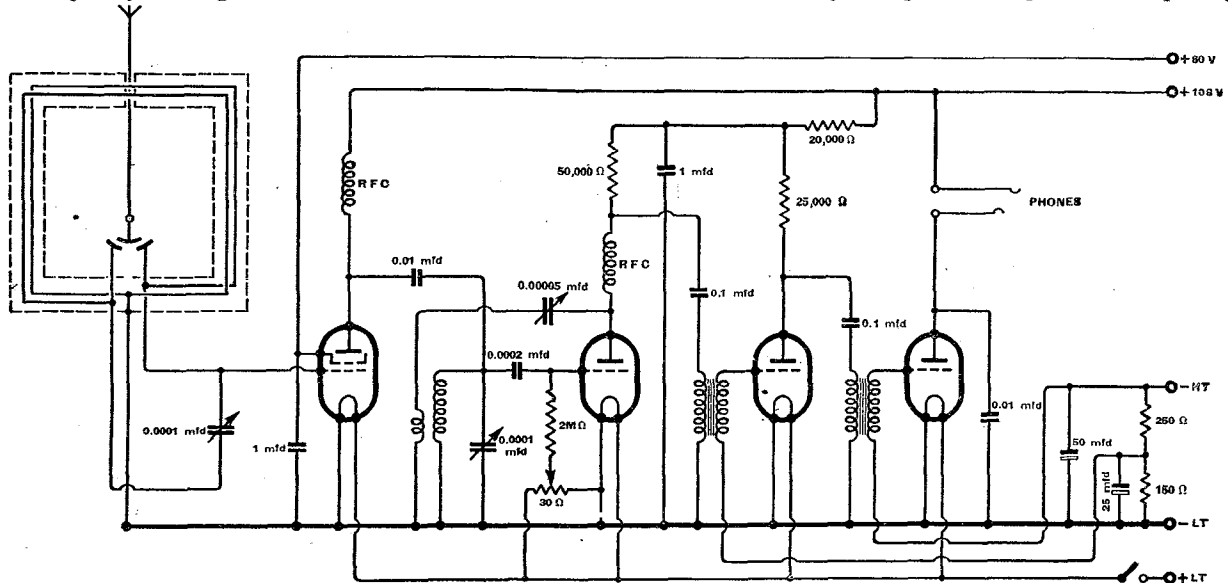 +80 V
+108 V
20,000 Ω
RFC
50,000 Ω
1 mfd
25,000 Ω
PHONES
0.01 mfd
RFC
0.00005 mfd
0.1 mfd
0.1 mfd
0.0002 mfd
-HT
0.0001 mfd
2MΩ
0.01 mfd
250 Ω
1 mfd
0.0001
mfd
50 mfd
25 mfd
150 Ω
30 Ω
-LT
+LT